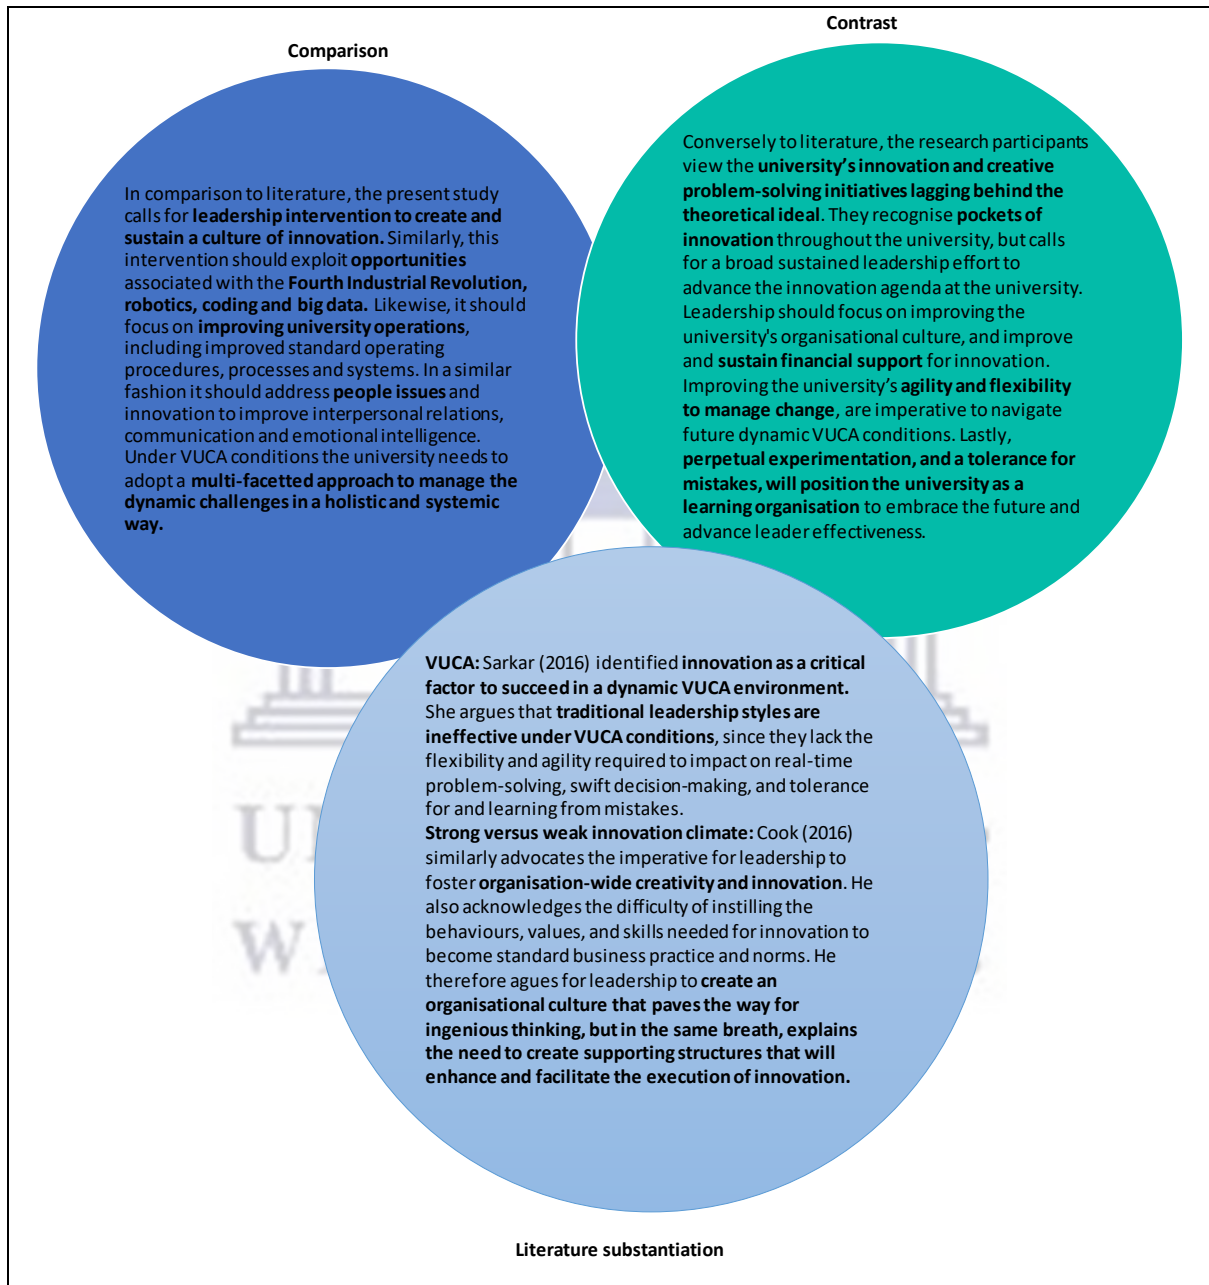 Comparison
In comparison to literature, the present study
calls for leadership intervention to create and
sustain a culture of innovation. Similarly, this
intervention should exploit opportunities
associated with the Fourth Industrial Revolution,
robotics, coding and big data. Likewise, it should
focus on improving university operations,
including improved standard operating
procedures, processes and systems. In a similar
fashion it should address people issues and
innovation to improve interpersonal relations,
communication and emotional intelligence.
Under VUCA conditions the university needs to
adopt a multi-facetted approach to manage the
dynamic challenges in a holistic and systemic
way.
Contrast
Conversely to literature, the research participants
view the university's innovation and creative
problem-solving initiatives lagging behind the
theoretical ideal. They recognise pockets of
innovation throughout the university, but calls
for a broad sustained leadership effort to
advance the innovation agenda at the university.
Leadership should focus on improving the
university's organisational culture, and improve
and sustain financial support for innovation.
Improving the university's agility and flexibility
to manage change, are imperative to navigate
future dynamic VUCA conditions. Lastly,
perpetual experimentation, and a tolerance for
mistakes, will position the university as a
learning organisation to embrace the future and
advance leader effectiveness.
VUCA: Sarkar (2016) identified innovation as a critical
factor to succeed in a dynamic VUCA environment.
She argues that traditional leadership styles are
ineffective under VUCA conditions, since they lack the
flexibility and agility required to impact on real-time
problem-solving, swift decision-making, and tolerance
for and learning from mistakes.
Strong versus weak innovation climate: Cook (2016)
similarly advocates the imperative for leadership to
foster organisation-wide creativity and innovation. He
also acknowledges the difficulty of instilling the
behaviours, values, and skills needed for innovation to
become standard business practice and norms. He
therefore agues for leadership to create an
organisational culture that paves the way for
ingenious thinking, but in the same breath, explains
the need to create supporting structures that will
enhance and facilitate the execution of innovation.
Literature substantiation